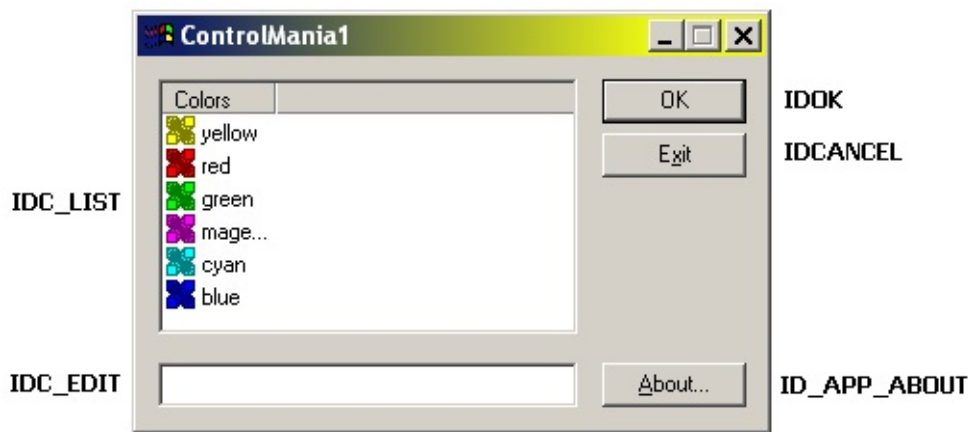 ControlMania1
Colors
yellow
red
green
mage...
cyan
blue
OK
Exit
About...
IDC_LIST
IDC_EDIT
IDOK
IDCANCEL
ID_APP_ABOUT